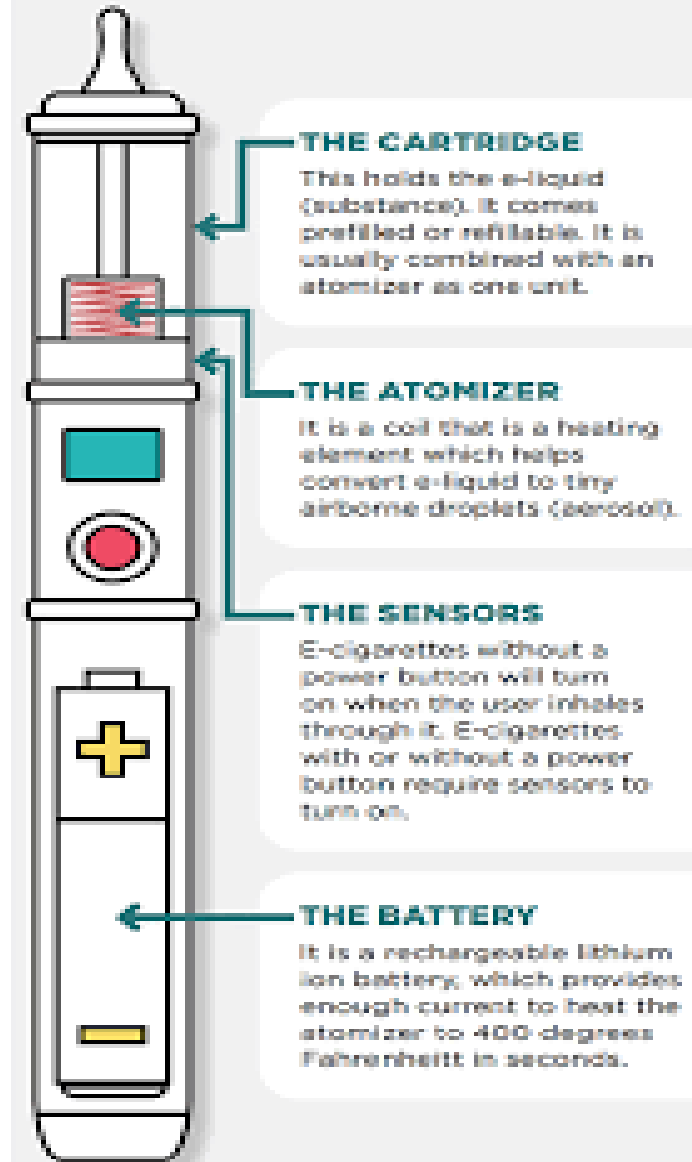 THE CARTRIDGE
This holds the e-liquid
(substance). It comes
prefilled or refillable. It is
usually combined with an
atomizer as one unit.
THE ATOMIZER
It is a coil that is a heating
element which helps
convert e-liquid to tiny
airborne droplets (aerosol).
THE SENSORS
E-cigarettes without a
power button will turn
on when the user inhales
through it. E-cigarettes
with or without a power
button require sensors to
turn on.
THE BATTERY
It is a rechargeable lithium
ion battery, which provides
enough current to heat the
atomizer to 400 degrees
Fahrenheitt in seconds.